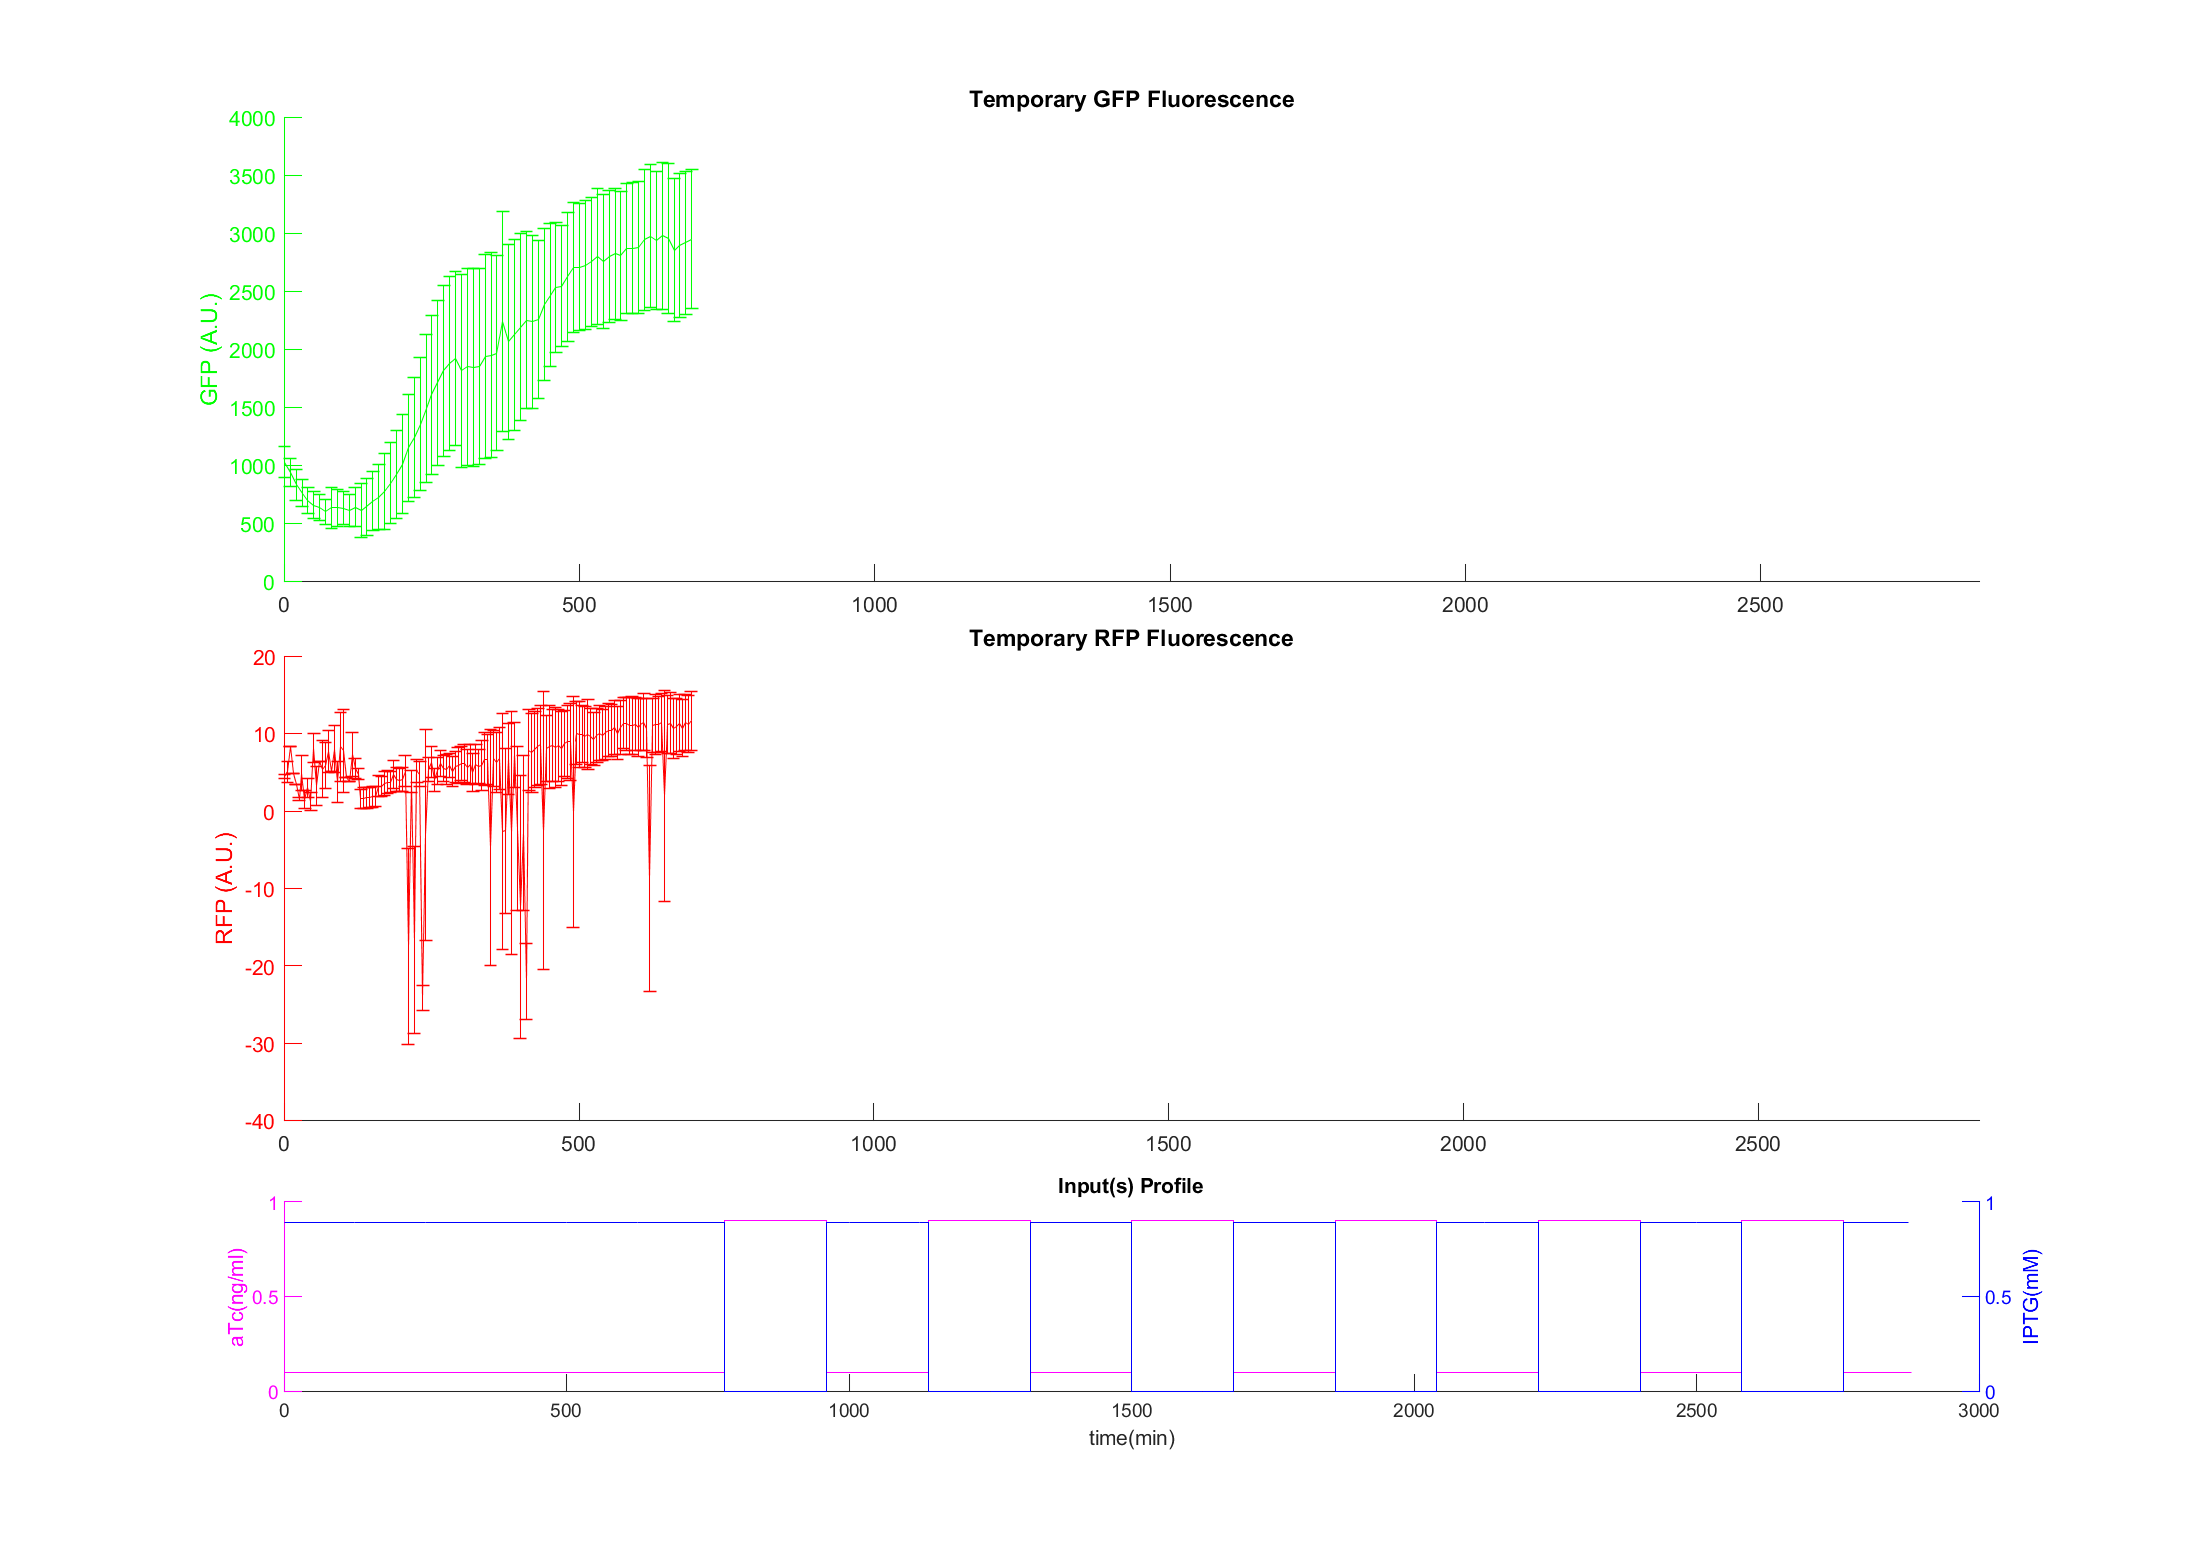 Temporary GFP Fluorescence
4000
3500
3000
2500
2000
1500
1000
500
0
GFP (A.U.)
0 500 1000 1500 2000 2500
Temporary RFP Fluorescence
20
10
0
-10
-20
-30
-40
RFP (A.U.)
0 500 1000 1500 2000 2500
Input(s) Profile
1
0.5
0
aTc(ng/ml)
1
0.5
0
IPTG(mM)
0 500 1000 1500 2000 2500 3000
time(min)